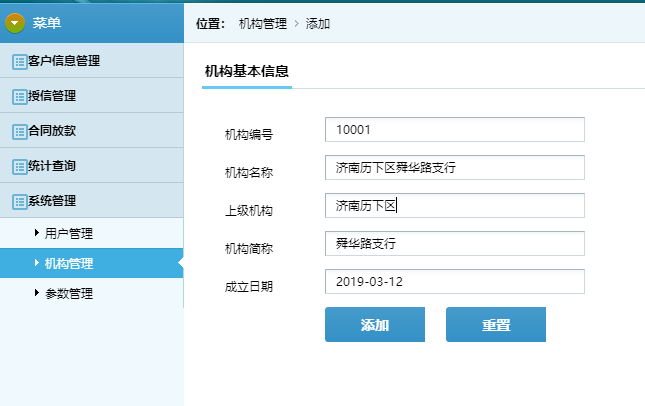 菜单
客户信息管理
授信管理
合同放款
统计查询
系统管理
用户管理
机构管理
参数管理
位置： 机构管理 > 添加
机构基本信息
机构编号 10001
机构名称 济南历下区舜华路支行
上级机构 济南历下区
机构简称 舜华路支行
成立日期 2019-03-12
添加 重置